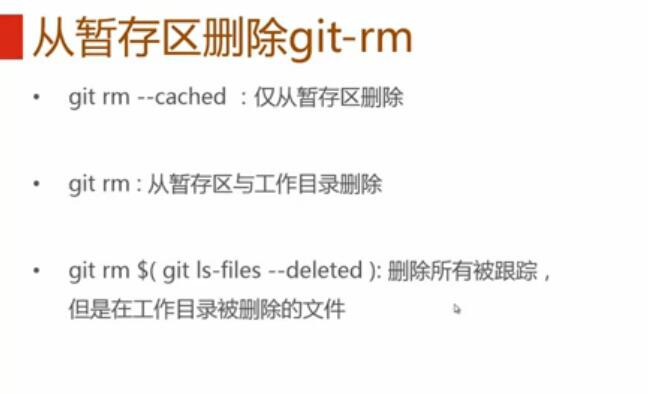 从暂存区删除git-rm
• git rm --cached ：仅从暂存区删除
• git rm : 从暂存区与工作目录删除
• git rm $( git ls-files --deleted ): 删除所有被跟踪，
但是在工作目录被删除的文件